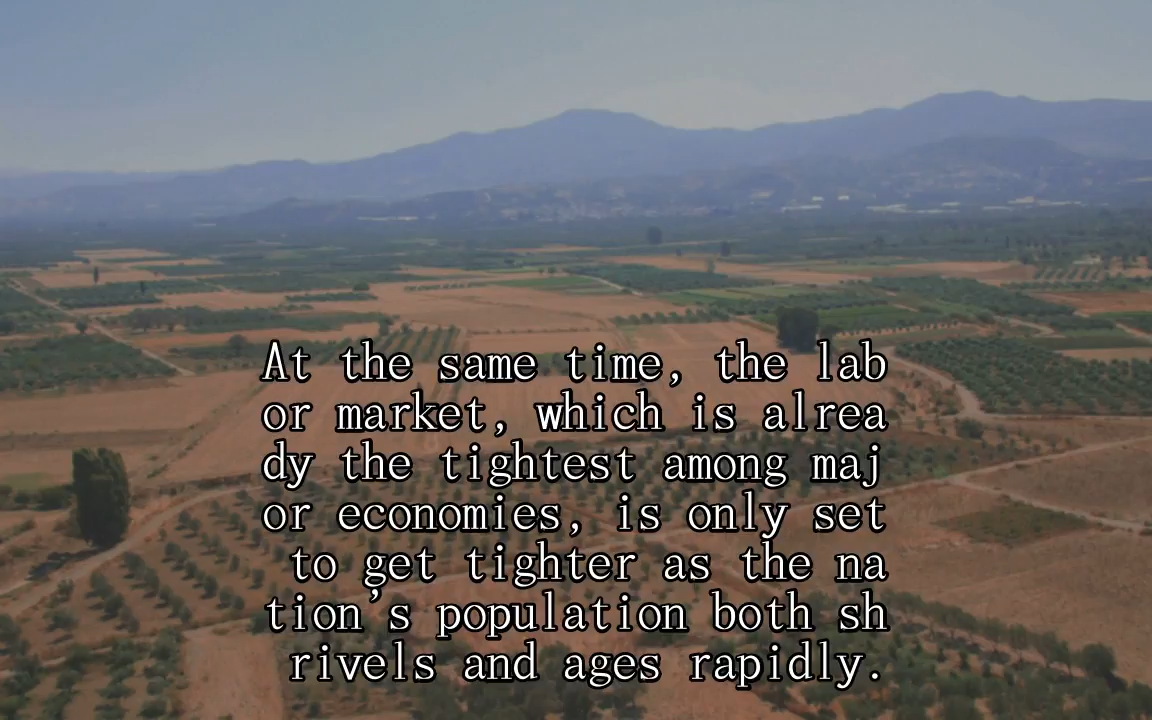 At the same time, the lab
or market, which is alrea
dy the tightest among maj
or economies, is only set
to get tighter as the na
tion’s population both sh
rivels and ages rapidly.